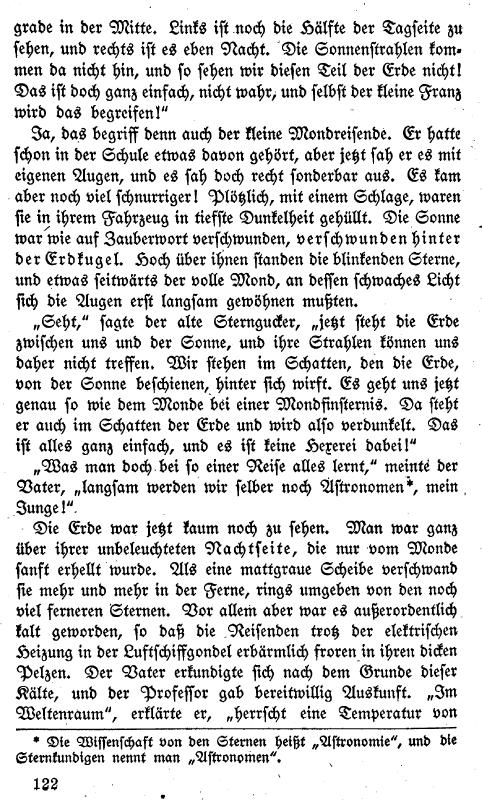 grade in der Mitte. Links ist noch die Hälfte der Tagseite zu
sehen, und rechts ist es eben Nacht. Die Sonnenstrahlen kom-
men da nicht hin, und so sehen wir diesen Teil der Erde nicht!
Das ist doch ganz einfach, nicht wahr, und selbst der kleine Franz
wird das begreifen!“
Ja, das begriff denn auch der kleine Mondreisende. Er hatte
schon in der Schule etwas davon gehört, aber jetzt sah er es mit
eigenen Augen, und es sah doch recht sonderbar aus. Es kam
aber noch viel schnurriger! Plötzlich, mit einem Schlage, waren
sie in ihrem Fahrzeug in tiefste Dunkelheit gehüllt. Die Sonne
war wie auf Zauberwort verschwunden, verschwunden hinter
der Erdkugel. Hoch über ihnen standen die blinkenden Sterne,
und etwas seitwärts der volle Mond, an dessen schwaches Licht
sich die Augen erst langsam gewöhnen mußten.
„Seht,“ sagte der alte Sterngucker, „jetzt steht die Erde
zwischen uns und der Sonne, und ihre Strahlen können uns
daher nicht treffen. Wir stehen im Schatten, den die Erde,
von der Sonne beschienen, hinter sich wirft. Es geht uns jetzt
genau so wie dem Monde bei einer Mondfinsternis. Da steht
er auch im Schatten der Erde und wird also verdunkelt. Das
ist alles ganz einfach, und es ist keine Hexerei dabei!“
„Was man doch bei so einer Reise alles lernt,“ meinte der
Vater, „langsam werden wir selber noch Astronomen*, mein
Junge!“
Die Erde war jetzt kaum noch zu sehen. Man war ganz
über ihrer unbeleuchteten Nachtseite, die nur vom Monde
sanft erhellt wurde. Als eine mattgraue Scheibe verschwand
sie mehr und mehr in der Ferne, rings umgeben von den noch
viel ferneren Sternen. Vor allem aber war es außerordentlich
kalt geworden, so daß die Reisenden trotz der elektrischen
Heizung in der Luftschiffgondel erbärmlich froren in ihren dicken
Pelzen. Der Vater erkundigte sich nach dem Grunde dieser
Kälte, und der Professor gab bereitwillig Auskunft. „Im
Weltenraum“, erklärte er, „herrscht eine Temperatur von
* Die Wissenschaft von den Sternen heißt „Astronomie“, und die
Sternkundigen nennt man „Astronomen“.
122